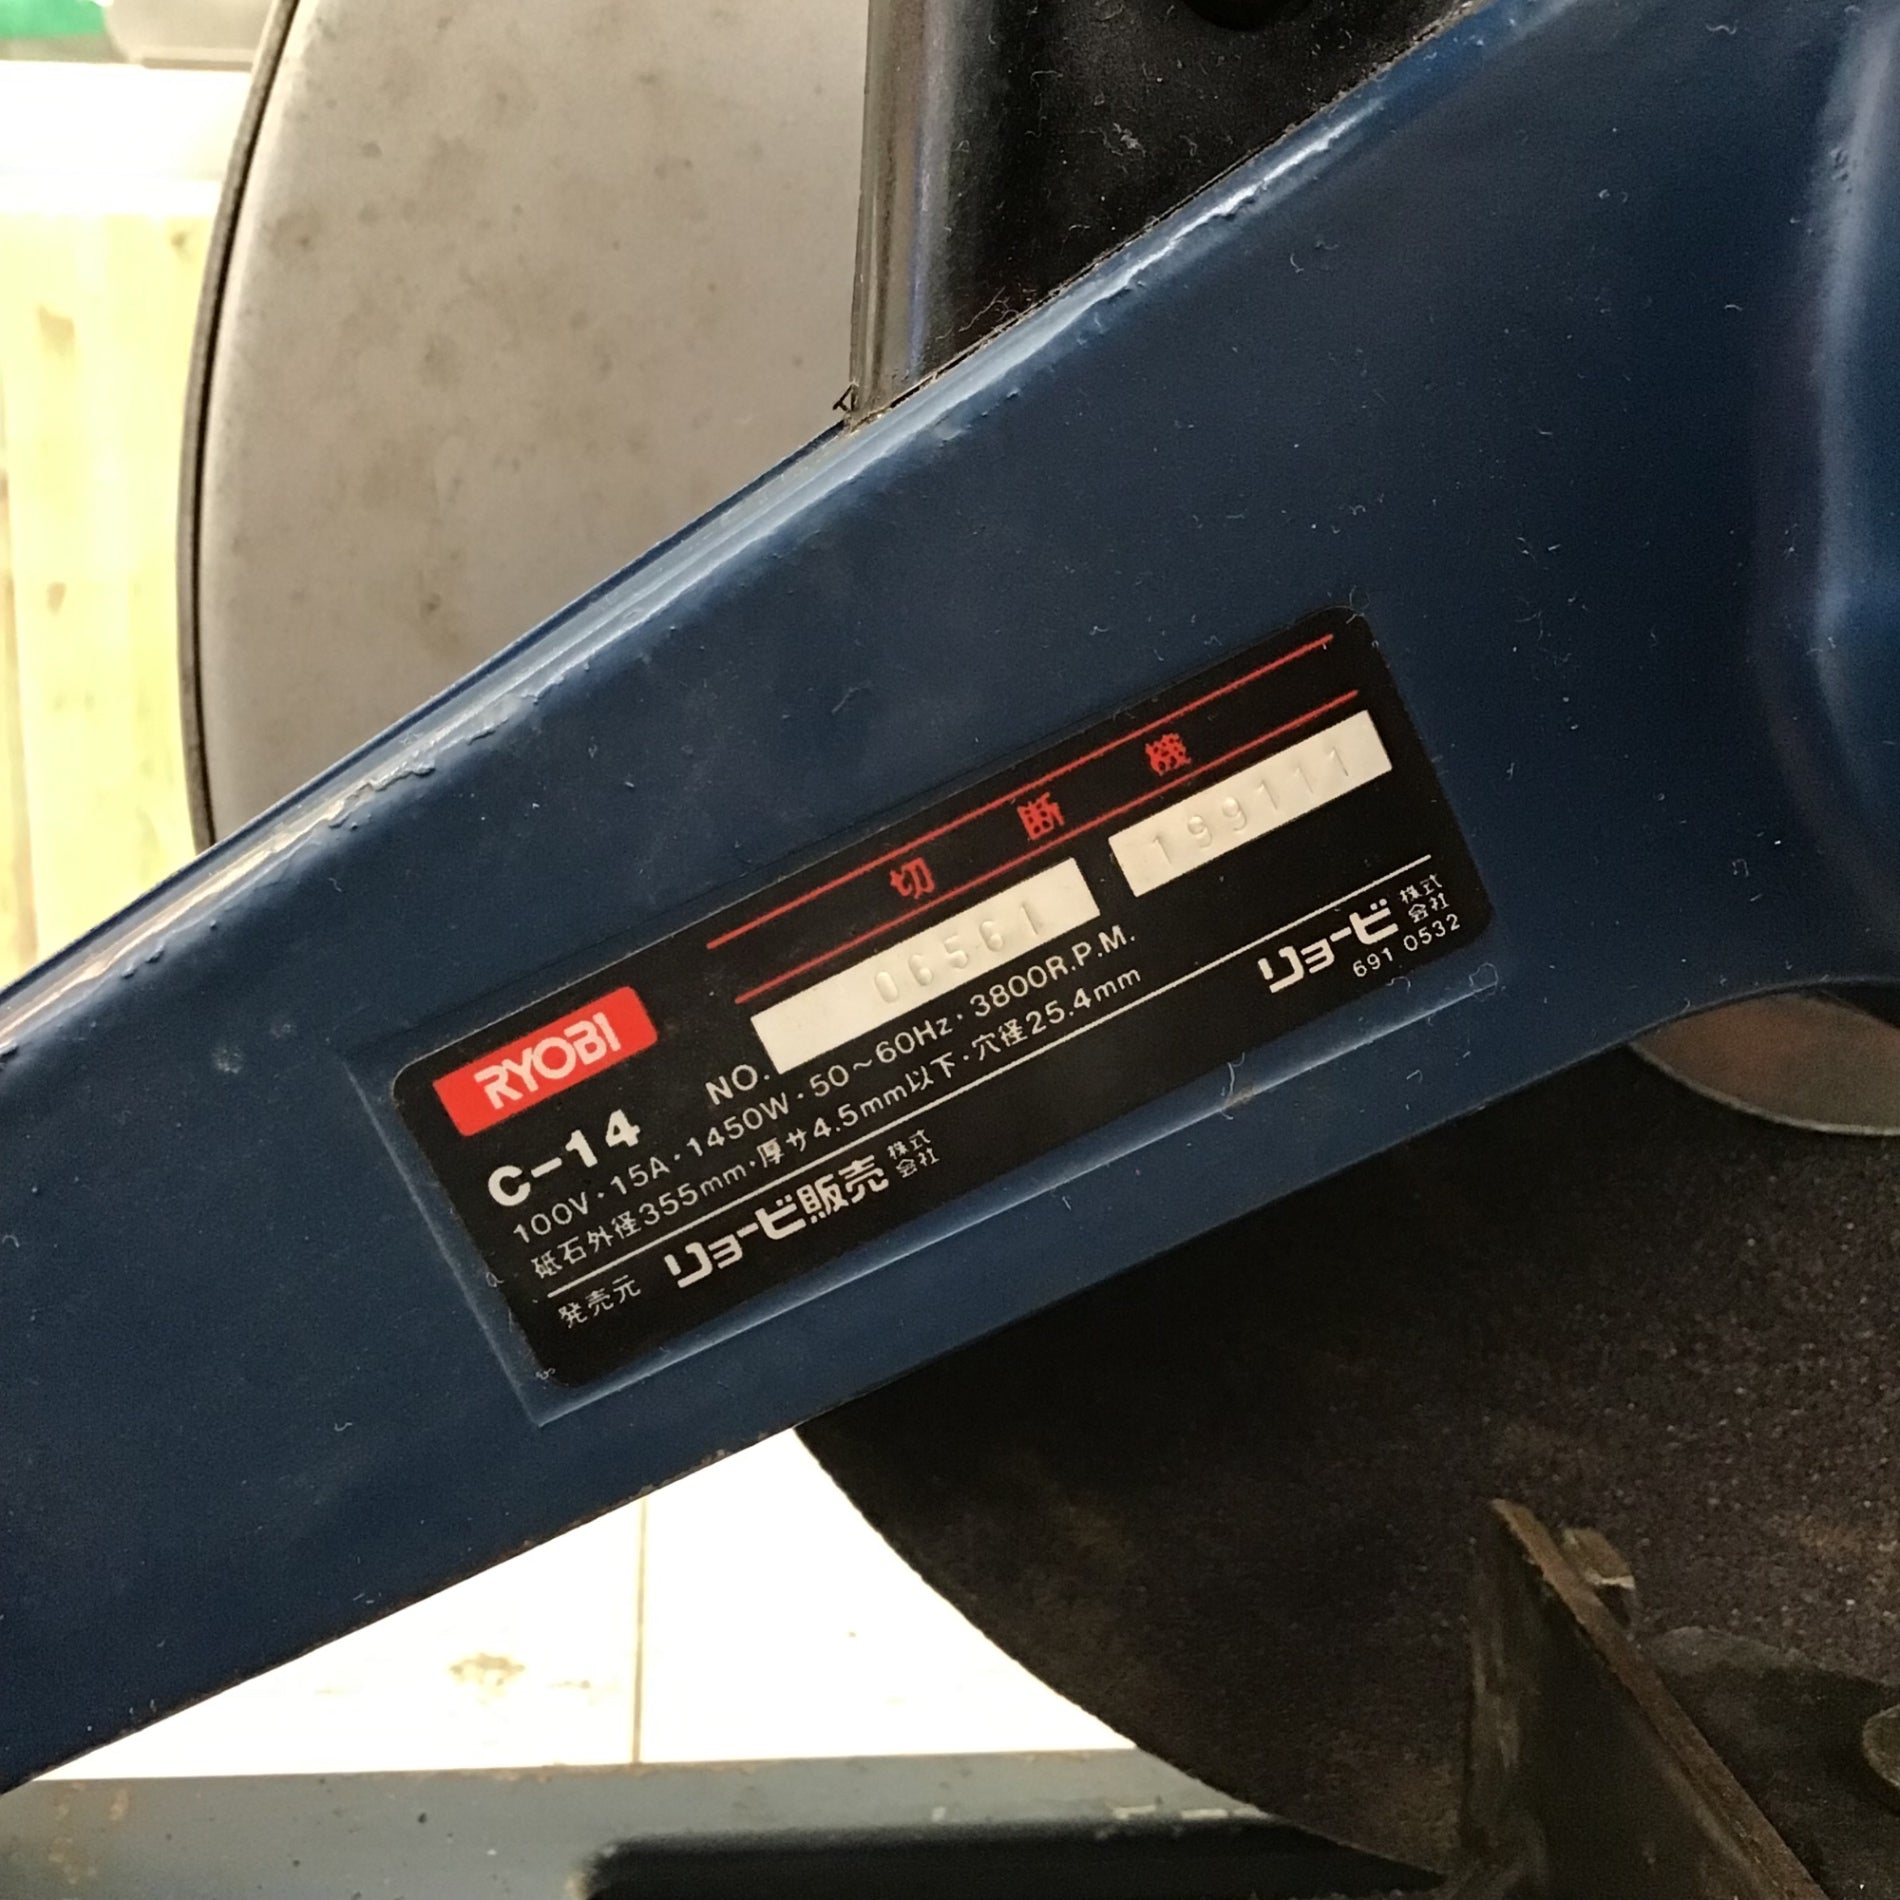 切断機
RYOBI
C-14
NO. 06561 199111
100V・15A・1450W・50〜60Hz・3800R.P.M.
砥石外径355mm・厚サ4.5mm以下・穴径25.4mm
発売元 リョービ販売株式会社
リョービ株式会社
691 0532